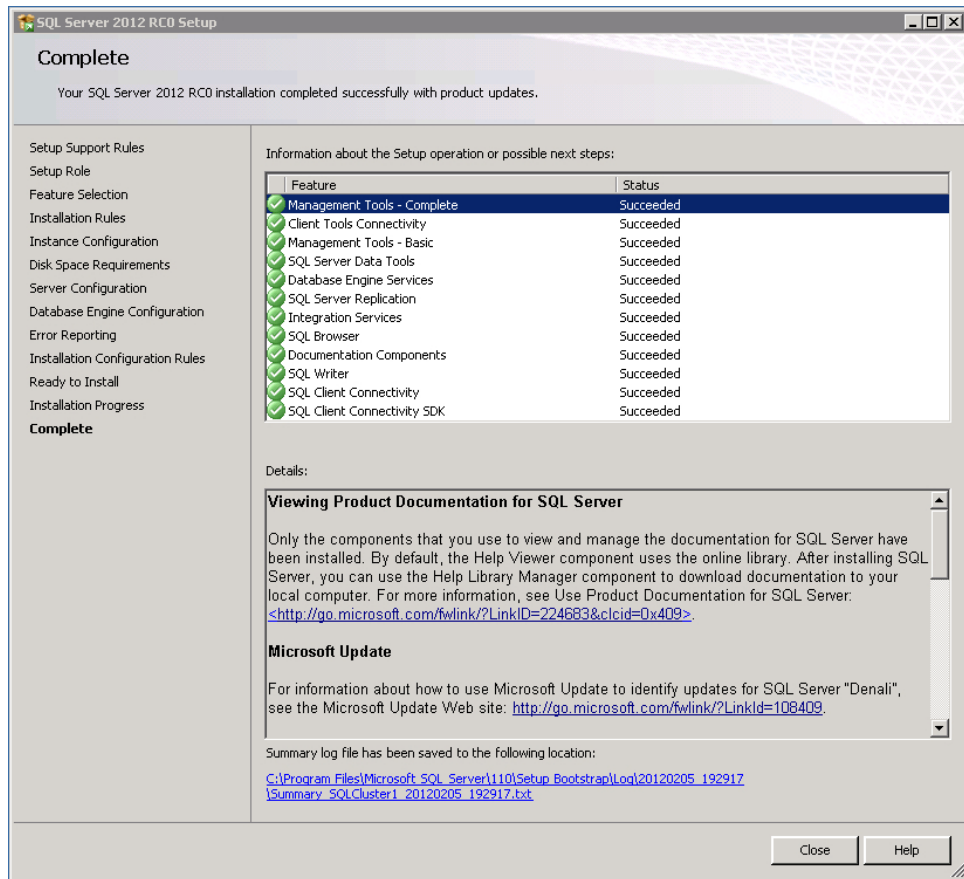 SQL Server 2012 RC0 Setup
Complete
Your SQL Server 2012 RC0 installation completed successfully with product updates.
Setup Support Rules
Setup Role
Feature Selection
Installation Rules
Instance Configuration
Disk Space Requirements
Server Configuration
Database Engine Configuration
Error Reporting
Installation Configuration Rules
Ready to Install
Installation Progress
Complete
Information about the Setup operation or possible next steps:
Feature Status
Management Tools - Complete Succeeded
Client Tools Connectivity Succeeded
Management Tools - Basic Succeeded
SQL Server Data Tools Succeeded
Database Engine Services Succeeded
SQL Server Replication Succeeded
Integration Services Succeeded
SQL Browser Succeeded
Documentation Components Succeeded
SQL Writer Succeeded
SQL Client Connectivity Succeeded
SQL Client Connectivity SDK Succeeded
Details:
Viewing Product Documentation for SQL Server
Only the components that you use to view and manage the documentation for SQL Server have
been installed. By default, the Help Viewer component uses the online library. After installing SQL
Server, you can use the Help Library Manager component to download documentation to your
local computer. For more information, see Use Product Documentation for SQL Server:
<http://go.microsoft.com/fwlink/?LinkID=224683&clcid=0x409>.
Microsoft Update
For information about how to use Microsoft Update to identify updates for SQL Server "Denali",
see the Microsoft Update Web site: http://go.microsoft.com/fwlink/?LinkId=108409.
Summary log file has been saved to the following location:
C:\Program Files\Microsoft SQL Server\110\Setup Bootstrap\Log\20120205_192917
\Summary_SQLCluster1_20120205_192917.txt
Close Help